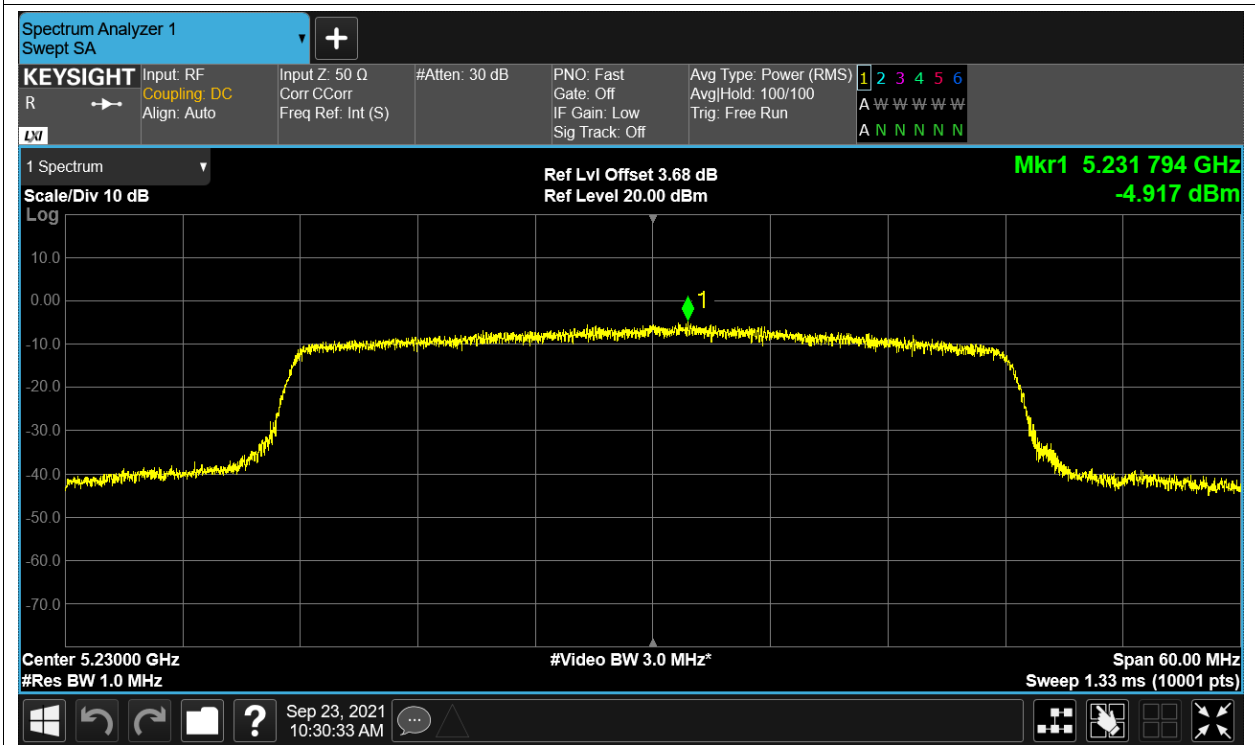 Spectrum Analyzer 1
Swept SA
+
KEYSIGHT
R
LXI
Input: RF
Coupling: DC
Align: Auto
Input Z: 50 Ω
Corr CCorr
Freq Ref: Int (S)
#Atten: 30 dB
PNO: Fast
Gate: Off
IF Gain: Low
Sig Track: Off
Avg Type: Power (RMS)
Avg|Hold: 100/100
Trig: Free Run
1 2 3 4 5 6
A W W W W W
A N N N N N
1 Spectrum
Scale/Div 10 dB
Log
Ref Lvl Offset 3.68 dB
Ref Level 20.00 dBm
Mkr1 5.231 794 GHz
-4.917 dBm
10.0
0.00
1
-10.0
-20.0
-30.0
-40.0
-50.0
-60.0
-70.0
Center 5.23000 GHz
#Res BW 1.0 MHz
#Video BW 3.0 MHz*
Span 60.00 MHz
Sweep 1.33 ms (10001 pts)
?
Sep 23, 2021
10:30:33 AM